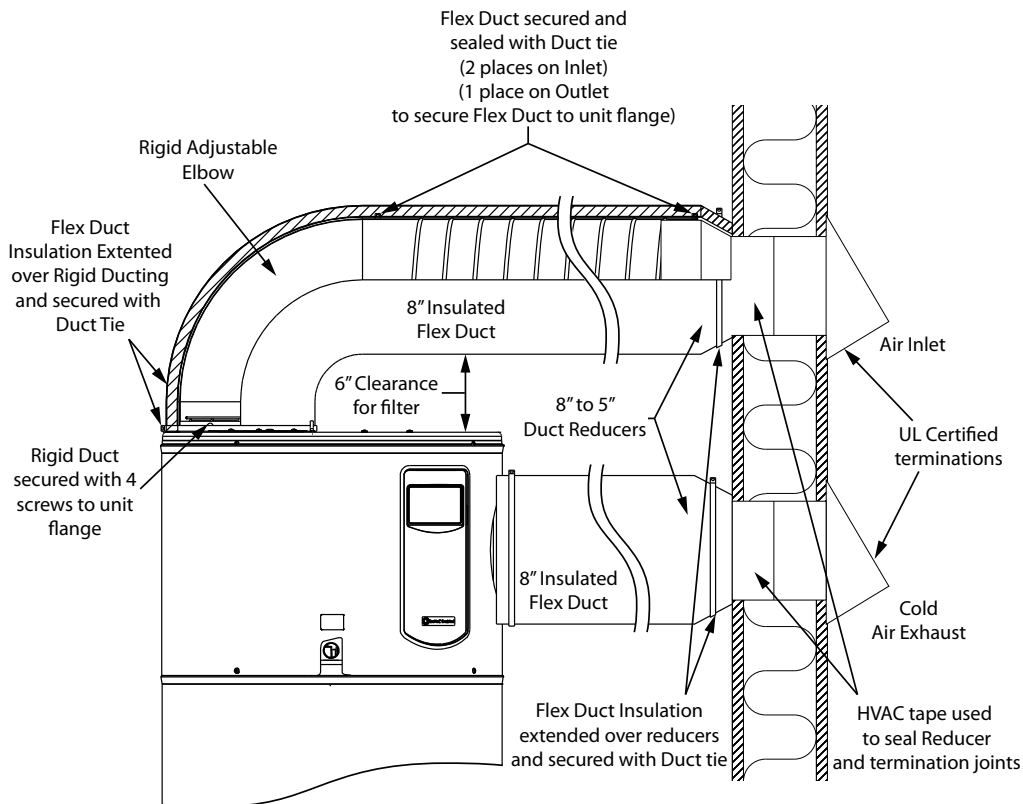 Flex Duct secured and
sealed with Duct tie
(2 places on Inlet)
(1 place on Outlet
to secure Flex Duct to unit flange)
Rigid Adjustable
Elbow
Flex Duct
Insulation Extented
over Rigid Ducting
and secured with
Duct Tie
8” Insulated
Flex Duct
6” Clearance
for filter
8” to 5”
Duct Reducers
Air Inlet
UL Certified
terminations
Rigid Duct
secured with 4
screws to unit
flange
8” Insulated
Flex Duct
Cold
Air Exhaust
Flex Duct Insulation
extended over reducers
and secured with Duct tie
HVAC tape used
to seal Reducer
and termination joints